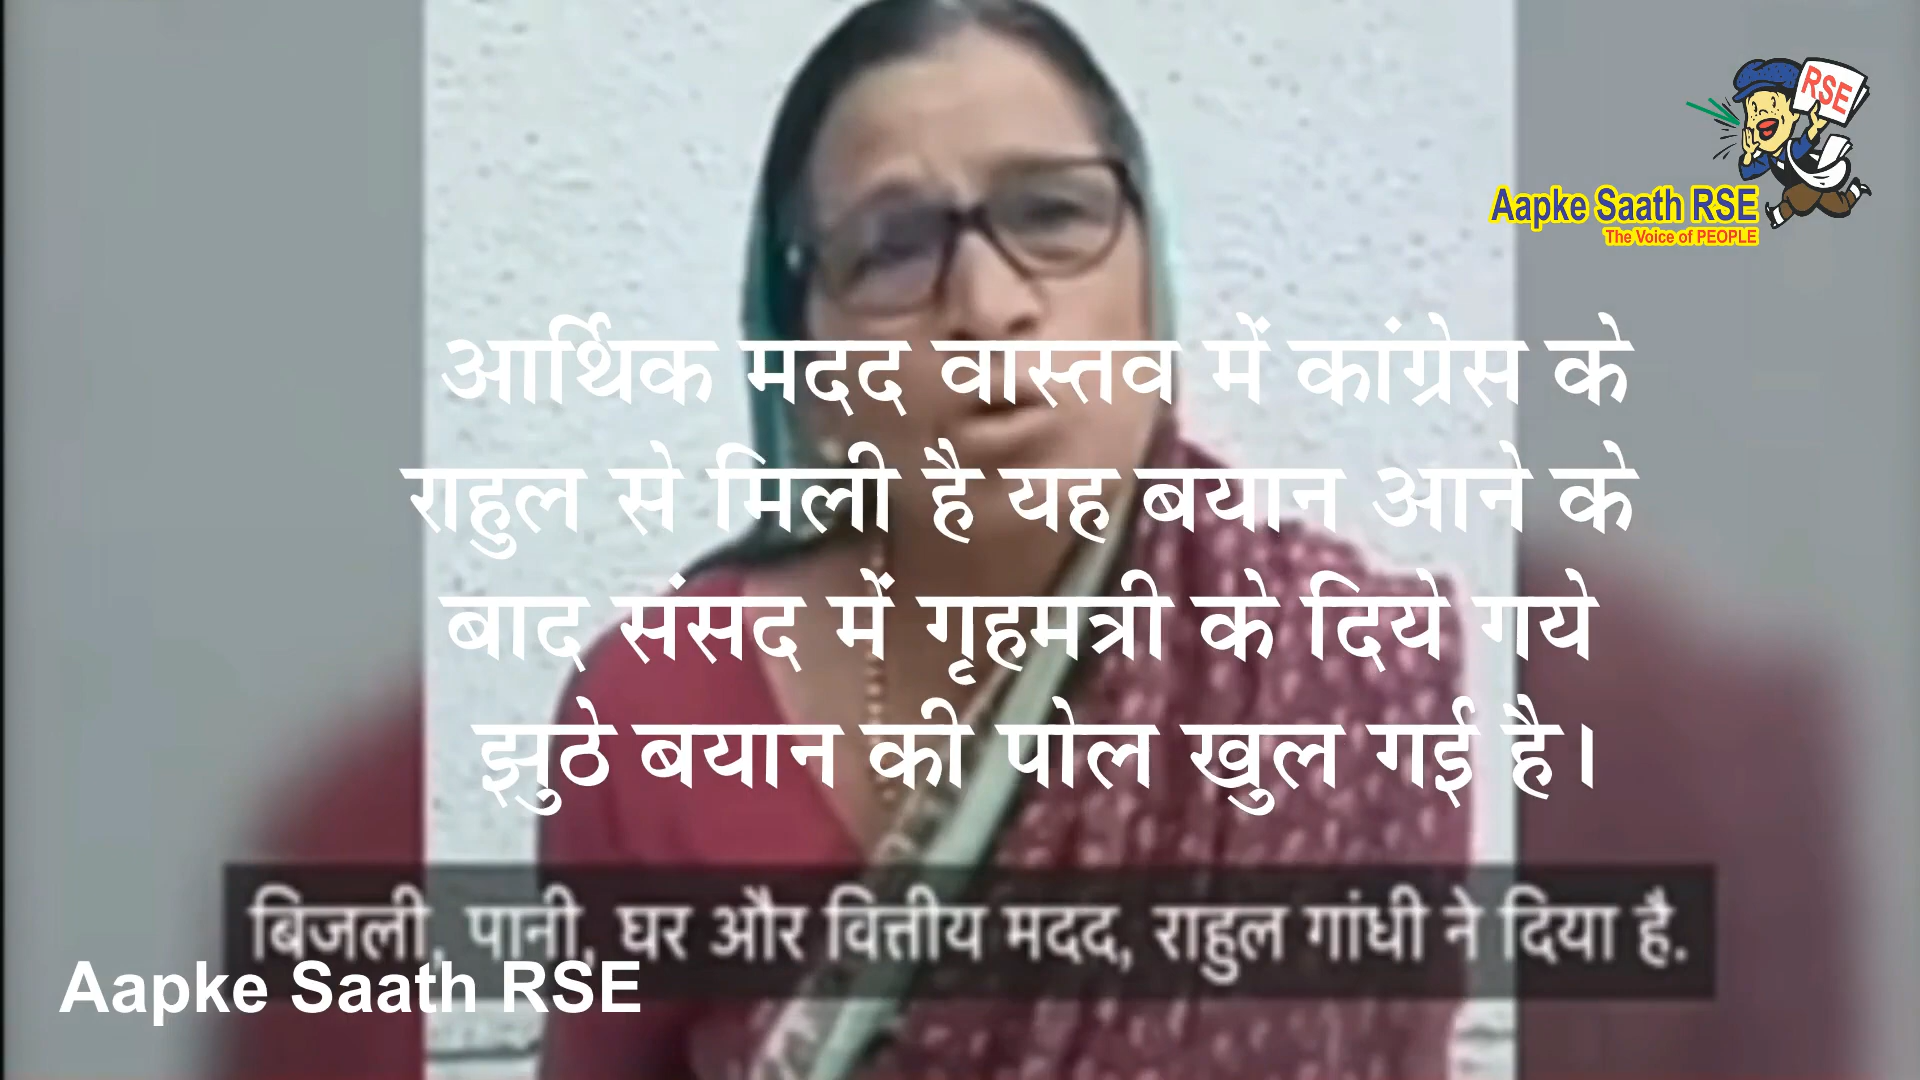 RSE
Aapke Saath RSE
The Voice of PEOPLE
आर्थिक मदद वास्तव में कांग्रेस के
राहुल से मिली है यह बयान आने के
बाद संसद में गृहमत्री के दिये गये
झुठे बयान की पोल खुल गई है।
बिजली, पानी, घर और वित्तीय मदद, राहुल गांधी ने दिया है.
Aapke Saath RSE